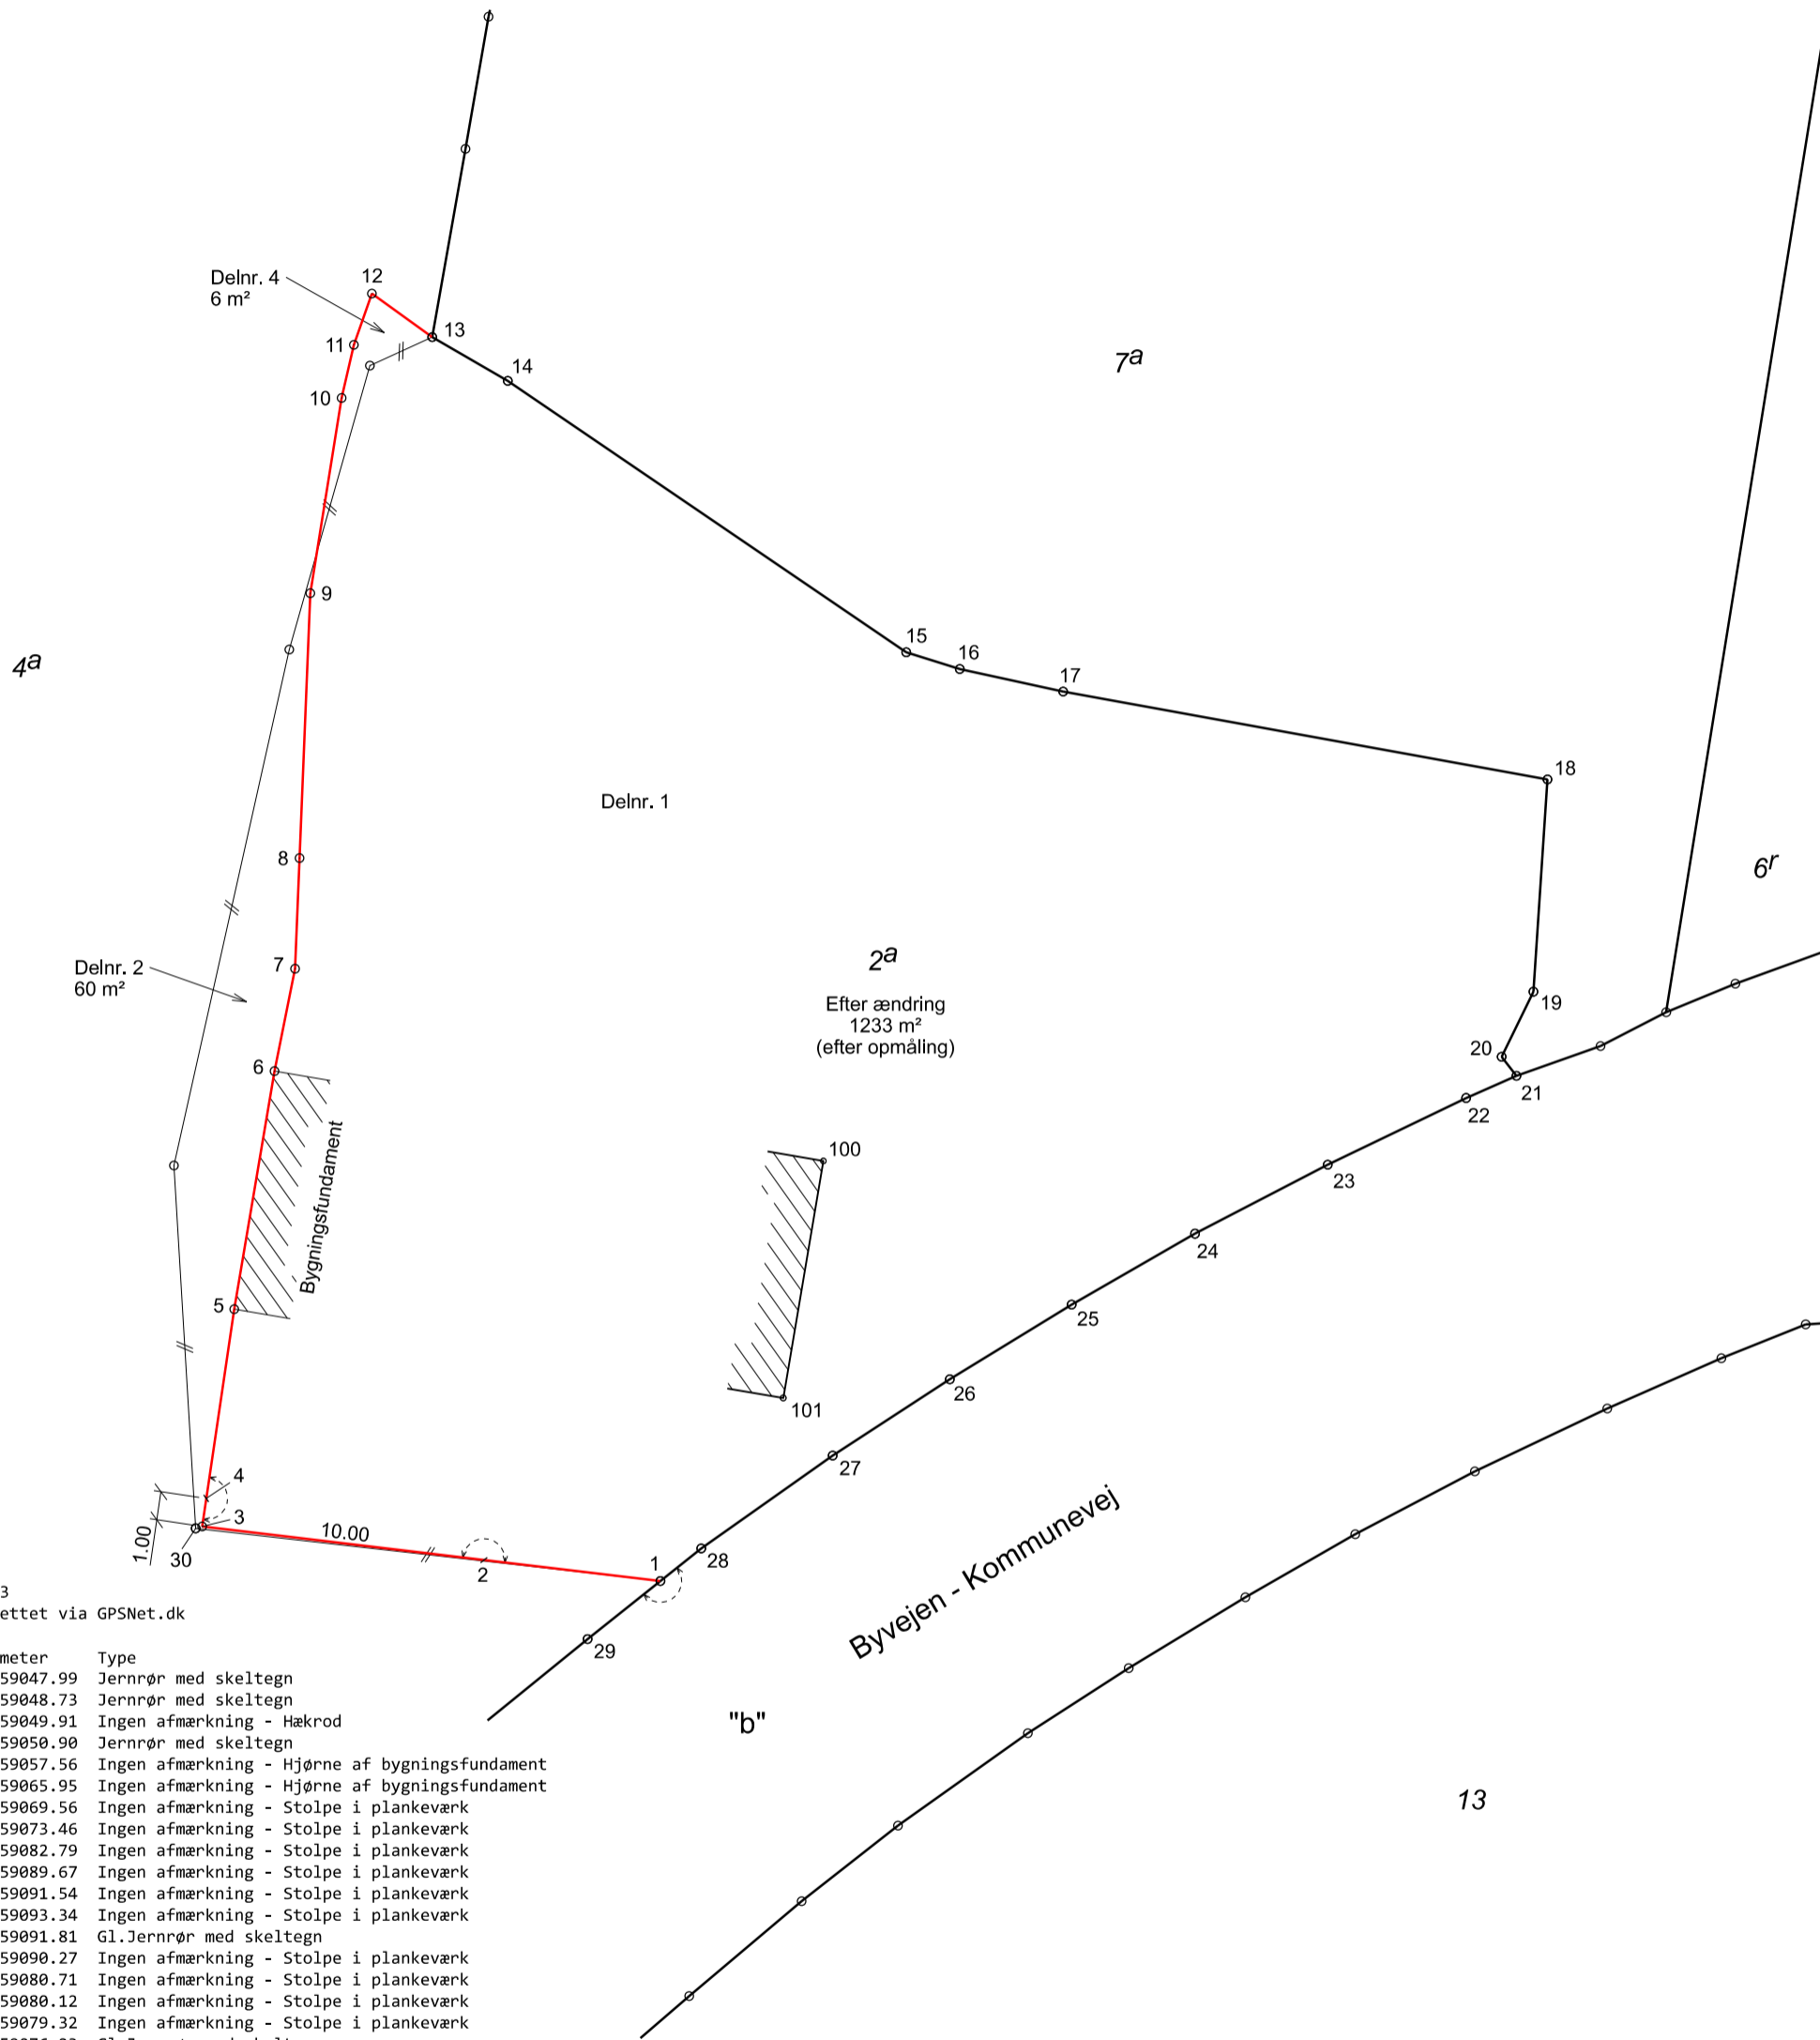 12
Delnr. 4
6 m²
13
11
14
7a
10
9
15
4a
16
17
18
Delnr. 1
8
6r
2a
7
Delnr. 2
60 m²
Efter ændring
1233 m²
(efter opmåling)
19
20
6
21
22
100
Bygningsfundament
23
24
5
25
26
101
27
4
3
10.00
1.00
30
2
1
28
Byvejen - Kommunevej
29
"b"
13
3
ettet via GPSNet.dk
meter Type
59047.99 Jernrør med skeltegn
59048.73 Jernrør med skeltegn
59049.91 Ingen afmærkning - Hækrod
59050.90 Jernrør med skeltegn
59057.56 Ingen afmærkning - Hjørne af bygningsfundament
59065.95 Ingen afmærkning - Hjørne af bygningsfundament
59069.56 Ingen afmærkning - Stolpe i plankeværk
59073.46 Ingen afmærkning - Stolpe i plankeværk
59082.79 Ingen afmærkning - Stolpe i plankeværk
59089.67 Ingen afmærkning - Stolpe i plankeværk
59091.54 Ingen afmærkning - Stolpe i plankeværk
59093.34 Ingen afmærkning - Stolpe i plankeværk
59091.81 Gl.Jernrør med skeltegn
59090.27 Ingen afmærkning - Stolpe i plankeværk
59080.71 Ingen afmærkning - Stolpe i plankeværk
59080.12 Ingen afmærkning - Stolpe i plankeværk
59079.32 Ingen afmærkning - Stolpe i plankeværk